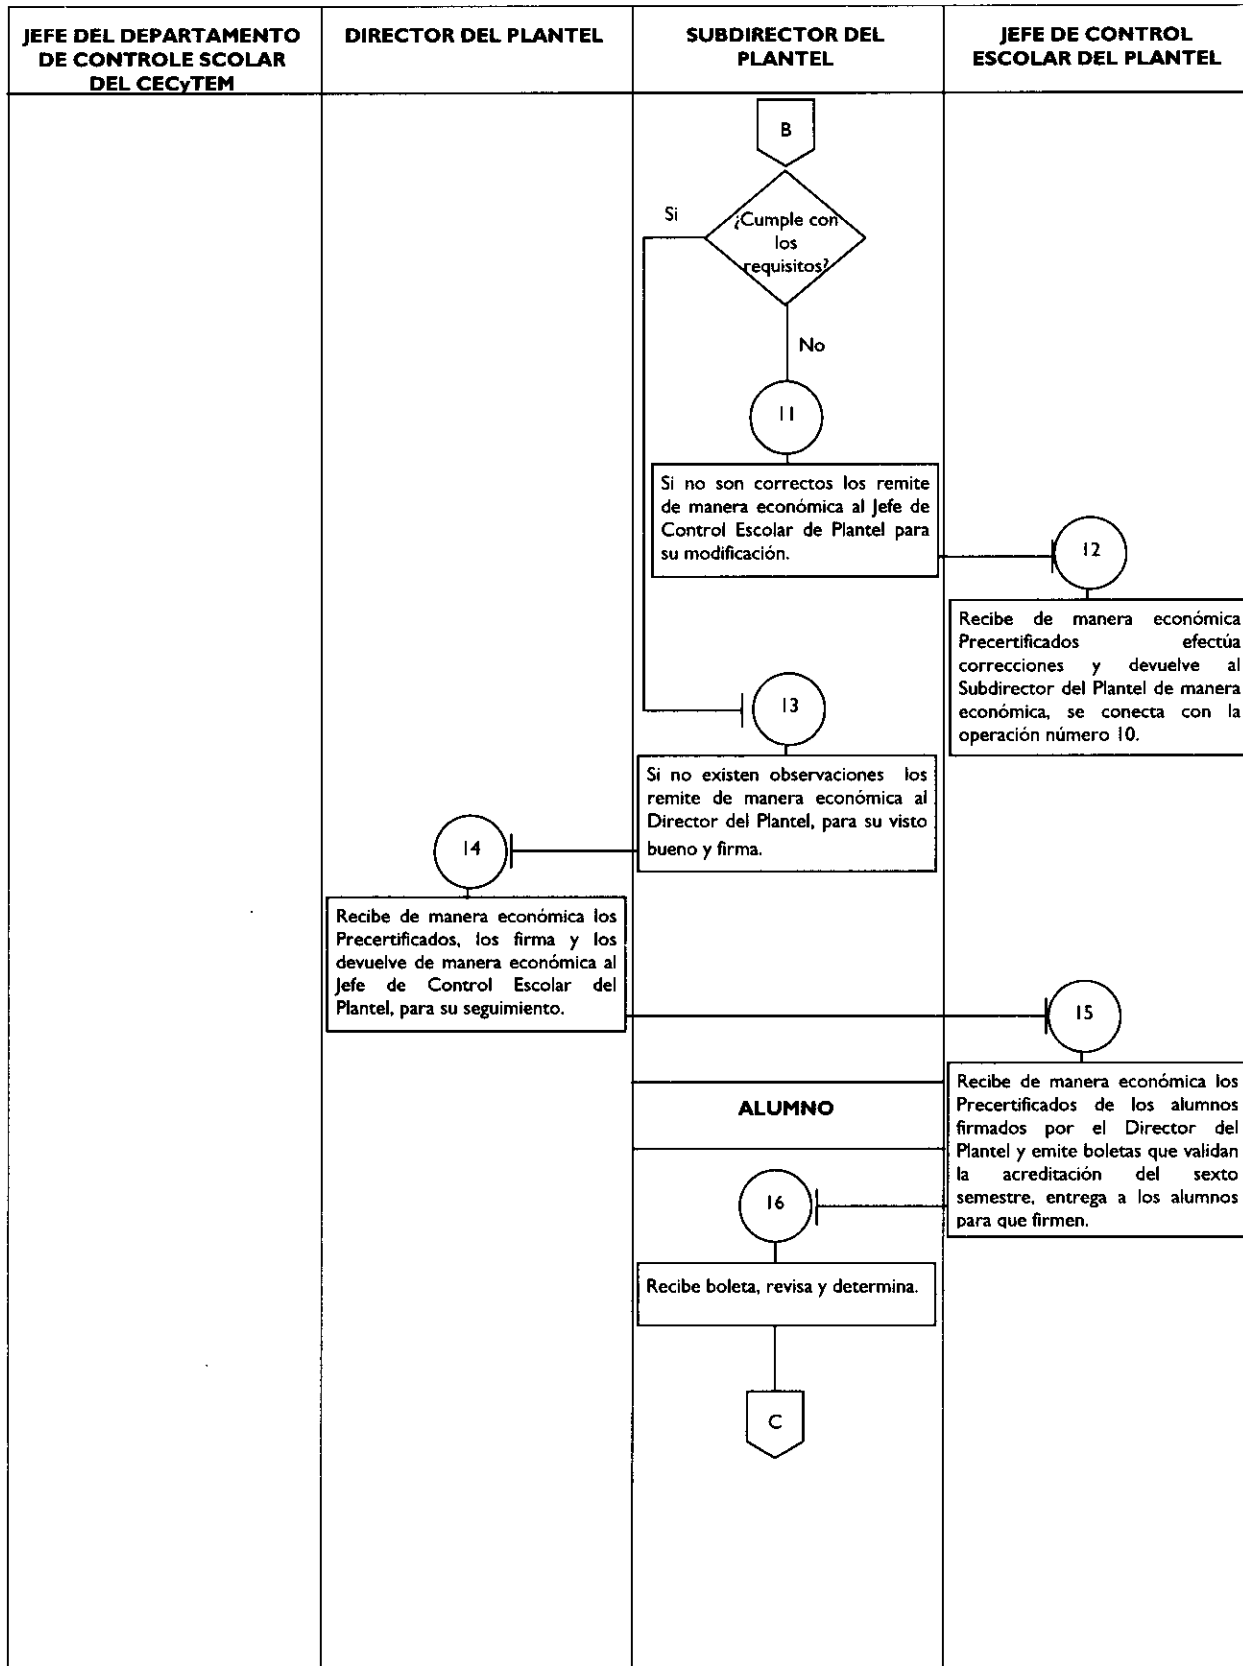 JEFE DEL DEPARTAMENTO
DE CONTROLE SCOLAR
DEL CECyTEM
DIRECTOR DEL PLANTEL
SUBDIRECTOR DEL
PLANTEL
JEFE DE CONTROL
ESCOLAR DEL PLANTEL
B
Si
¿Cumple con
los
requisitos?
No
11
Si no son correctos los remite
de manera económica al Jefe de
Control Escolar de Plantel para
su modificación.
12
Recibe de manera económica
Precertificados efectúa
correcciones y devuelve al
Subdirector del Plantel de manera
económica, se conecta con la
operación número 10.
13
Si no existen observaciones los
remite de manera económica al
Director del Plantel, para su visto
bueno y firma.
14
Recibe de manera económica los
Precertificados, los firma y los
devuelve de manera económica al
Jefe de Control Escolar del
Plantel, para su seguimiento.
15
Recibe de manera económica los
Precertificados de los alumnos
firmados por el Director del
Plantel y emite boletas que validan
la acreditación del sexto
semestre, entrega a los alumnos
para que firmen.
ALUMNO
16
Recibe boleta, revisa y determina.
C